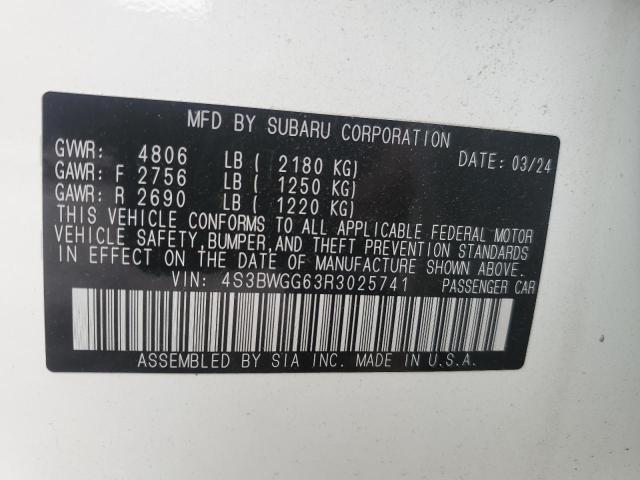 MFD BY SUBARU CORPORATION
GVWR: 4806 LB ( 2180 KG) DATE: 03/24
GAWR: F 2756 LB ( 1250 KG)
GAWR: R 2690 LB ( 1220 KG)
THIS VEHICLE CONFORMS TO ALL APPLICABLE FEDERAL MOTOR
VEHICLE SAFETY, BUMPER, AND THEFT PREVENTION STANDARDS
IN EFFECT ON THE DATE OF MANUFACTURE SHOWN ABOVE.
VIN: 4S3BWGG63R3025741 PASSENGER CAR
ASSEMBLED BY SIA INC. MADE IN U.S.A.